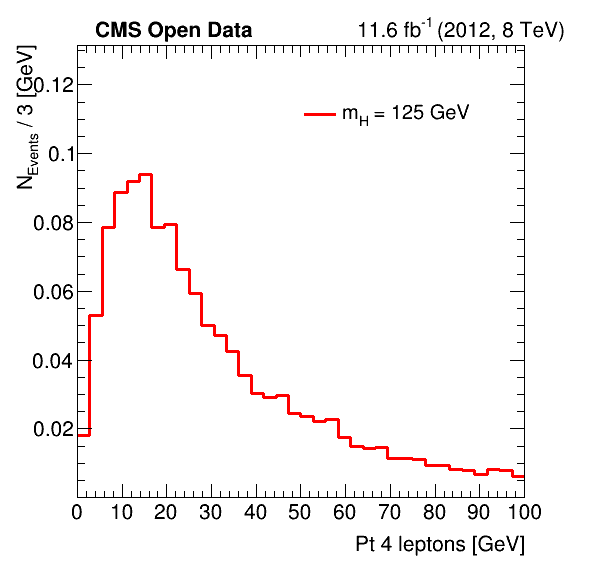 CMS Open Data
11.6 fb⁻¹ (2012, 8 TeV)
N_Events / 3 [GeV]
0.12
0.1
0.08
0.06
0.04
0.02
m_H = 125 GeV
0 10 20 30 40 50 60 70 80 90 100
Pt 4 leptons [GeV]